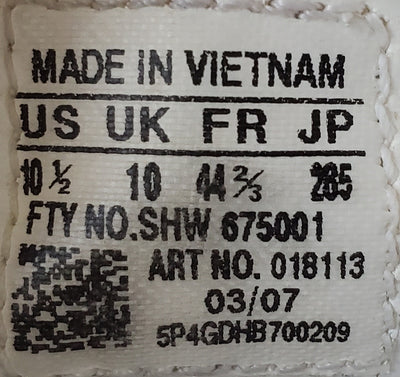 MADE IN VIETNAM
US UK FR JP
10 ½ 10 44 ⅔ 285
FTY NO.SHW 675001
ART NO. 018113
03/07
5P4GDHB700209